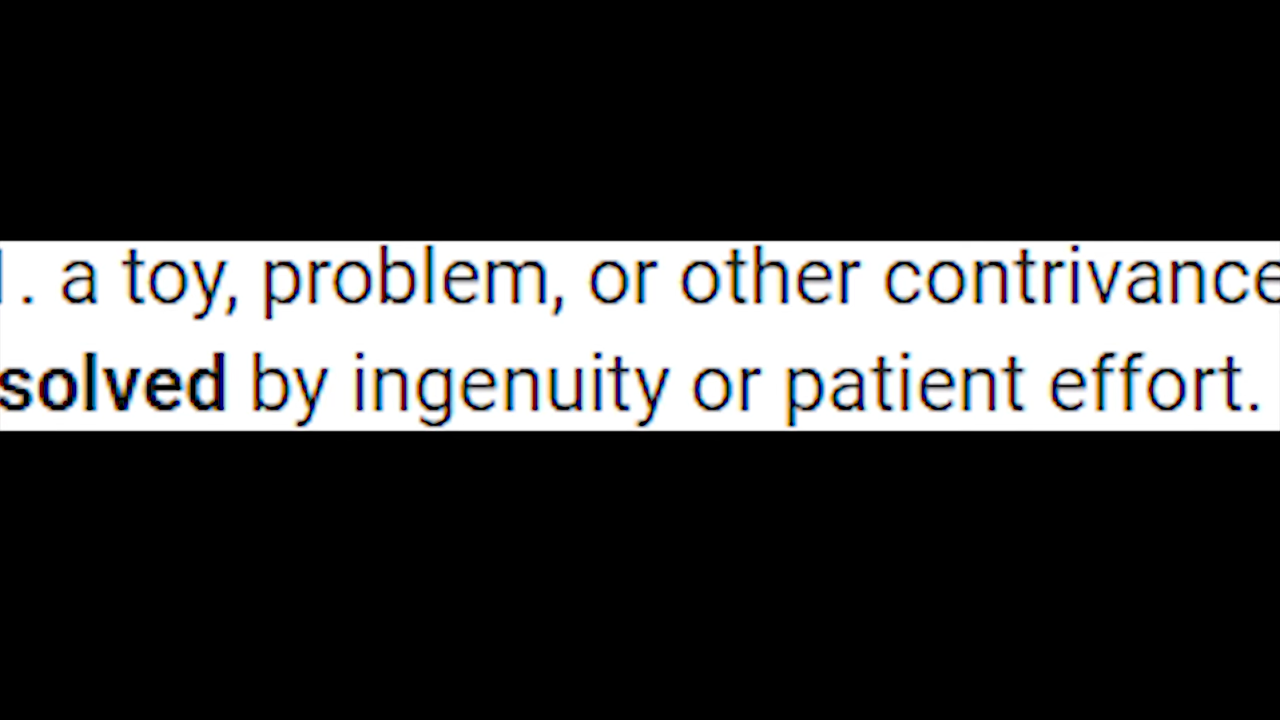 . a toy, problem, or other contrivance
solved by ingenuity or patient effort.